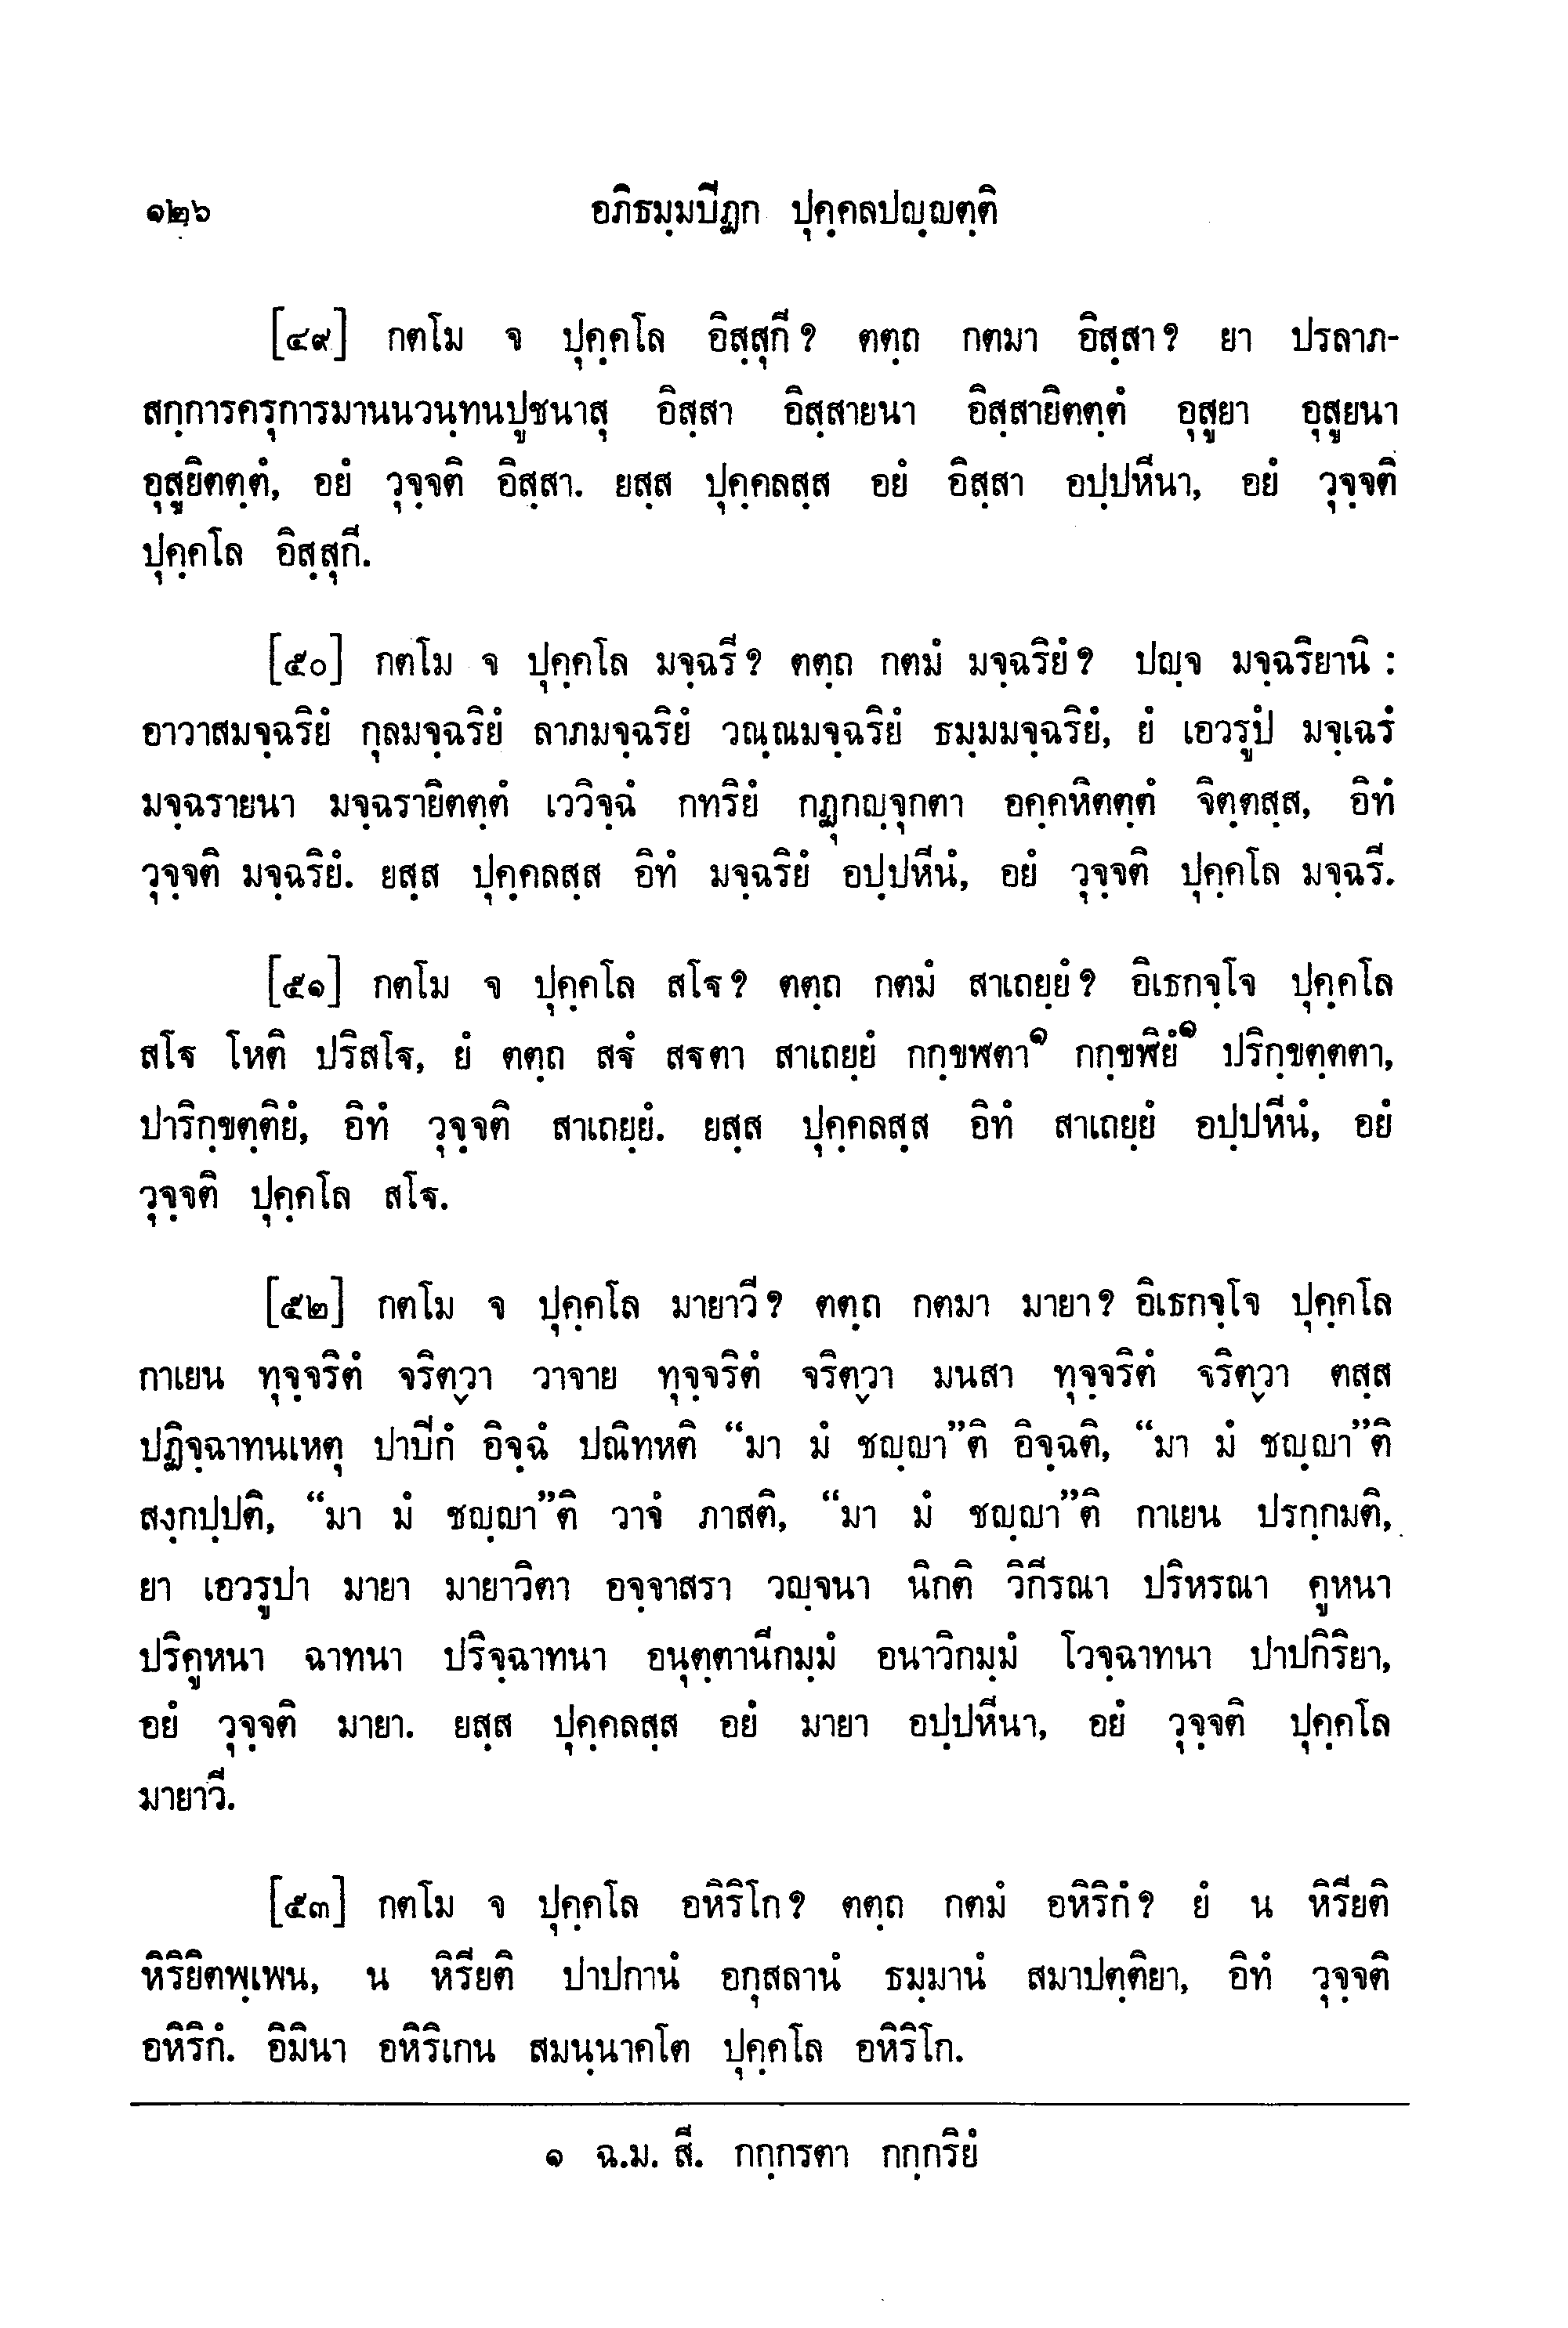 ๑๒๖ อภิธมฺมปิฏก ปุคฺคลปญฺญตฺติ
[๔๙] กตโม จ ปุคฺคโล อิสฺสุกี? ตตฺถ กตมา อิสฺสา? ยา ปรลาภ-
สกฺการครุการมานนวนฺทนปูชนาสุ อิสฺสา อิสฺสายนา อิสฺสายิตตฺตํ อุสูยา อุสูยนา
อุสูยิตตฺตํ, อยํ วุจฺจติ อิสฺสา. ยสฺส ปุคฺคลสฺส อยํ อิสฺสา อปฺปหีนา, อยํ วุจฺจติ
ปุคฺคโล อิสฺสุกี.
[๕๐] กตโม จ ปุคฺคโล มจฺฉรี? ตตฺถ กตมํ มจฺฉริยํ? ปญฺจ มจฺฉริยานิ :
อาวาสมจฺฉริยํ กุลมจฺฉริยํ ลาภมจฺฉริยํ วณฺณมจฺฉริยํ ธมฺมมจฺฉริยํ, ยํ เอวรูปํ มจฺเฉรํ
มจฺฉรายนา มจฺฉรายิตตฺตํ เววิจฺฉํ กทริยํ กฏุกญฺจุกตา อคฺคหิตตฺตํ จิตฺตสฺส, อิทํ
วุจฺจติ มจฺฉริยํ. ยสฺส ปุคฺคลสฺส อิทํ มจฺฉริยํ อปฺปหีนํ, อยํ วุจฺจติ ปุคฺคโล มจฺฉรี.
[๕๑] กตโม จ ปุคฺคโล สโฐ? ตตฺถ กตมํ สาเถยฺยํ? อิเธกจฺโจ ปุคฺคโล
สโฐ โหติ ปริสโฐ, ยํ ตตฺถ สฐํ สฐตา สาเถยฺยํ กกฺขฬตา๑ กกฺขฬิยํ๑ ปริกฺขตฺตตา,
ปาริกฺขตฺติยํ, อิทํ วุจฺจติ สาเถยฺยํ. ยสฺส ปุคฺคลสฺส อิทํ สาเถยฺยํ อปฺปหีนํ, อยํ
วุจฺจติ ปุคฺคโล สโฐ.
[๕๒] กตโม จ ปุคฺคโล มายาวี? ตตฺถ กตมา มายา? อิเธกจฺโจ ปุคฺคโล
กาเยน ทุจฺจริตํ จริตฺวา วาจาย ทุจฺจริตํ จริตฺวา มนสา ทุจฺจริตํ จริตฺวา ตสฺส
ปฏิจฺฉาทนเหตุ ปาปิกํ อิจฺฉํ ปณิทหติ “มา มํ ชญฺญา”ติ อิจฺฉติ, “มา มํ ชญฺญา”ติ
สงฺกปฺปติ, “มา มํ ชญฺญา”ติ วาจํ ภาสติ, “มา มํ ชญฺญา”ติ กาเยน ปรกฺกมติ,
ยา เอวรูปา มายา มายาวิตา อจฺจาสรา วญฺจนา นิกติ วิกีรณา ปริหรณา คูหนา
ปริคูหนา ฉาทนา ปริจฺฉาทนา อนุตฺตานีกมฺมํ อนาวิกมฺมํ โวจฺฉาทนา ปาปกิริยา,
อยํ วุจฺจติ มายา. ยสฺส ปุคฺคลสฺส อยํ มายา อปฺปหีนา, อยํ วุจฺจติ ปุคฺคโล
มายาวี.
[๕๓] กตโม จ ปุคฺคโล อหิริโก? ตตฺถ กตมํ อหิริกํ? ยํ น หิรียติ
หิริยิตพฺเพน, น หิรียติ ปาปกานํ อกุสลานํ ธมฺมานํ สมาปตฺติยา, อิทํ วุจฺจติ
อหิริกํ. อิมินา อหิริเกน สมนฺนาคโต ปุคฺคโล อหิริโก.
๑ ฉ.ม. สี. กกฺกรตา กกฺกริยํ